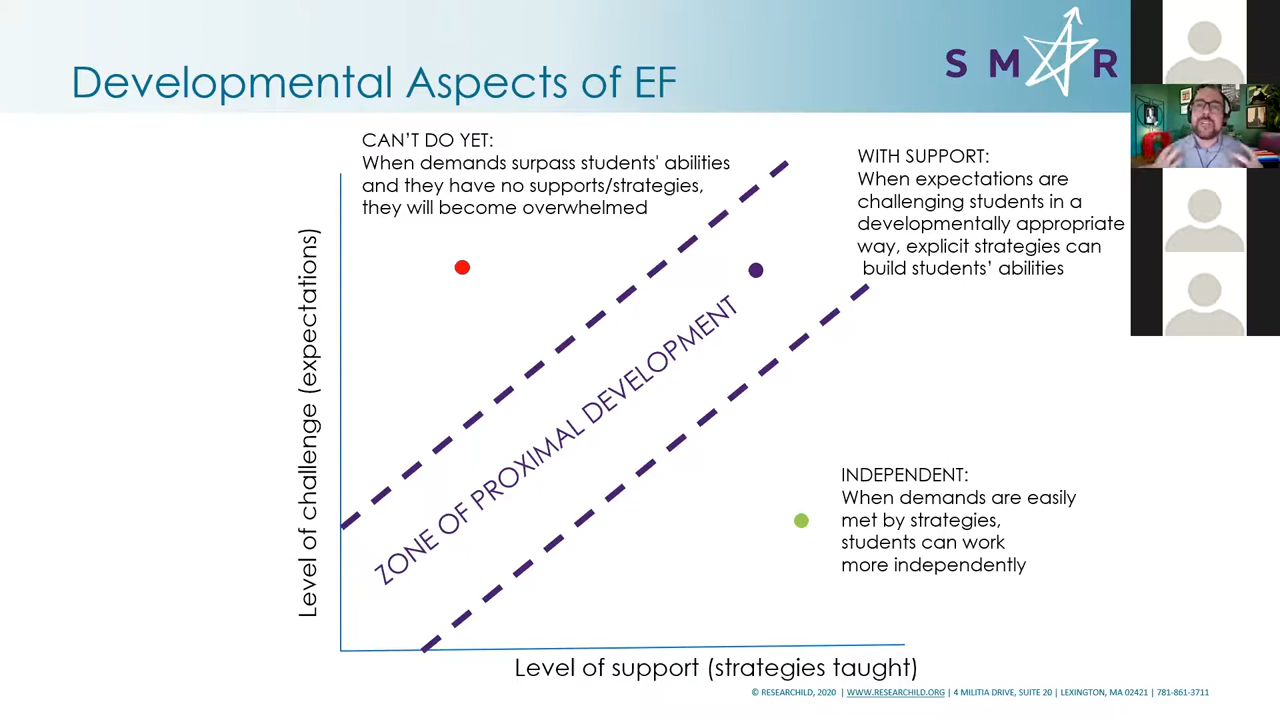 Developmental Aspects of EF
S M R
CAN'T DO YET:
When demands surpass students' abilities
and they have no supports/strategies,
they will become overwhelmed
WITH SUPPORT:
When expectations are
challenging students in a
developmentally appropriate
way, explicit strategies can
build students' abilities
Level of challenge (expectations)
ZONE OF PROXIMAL DEVELOPMENT
INDEPENDENT:
When demands are easily
met by strategies,
students can work
more independently
Level of support (strategies taught)
© RESEARCHILD, 2020 | WWW.RESEARCHILD.ORG | 4 MILITIA DRIVE, SUITE 20 | LEXINGTON, MA 02421 | 781-861-3711